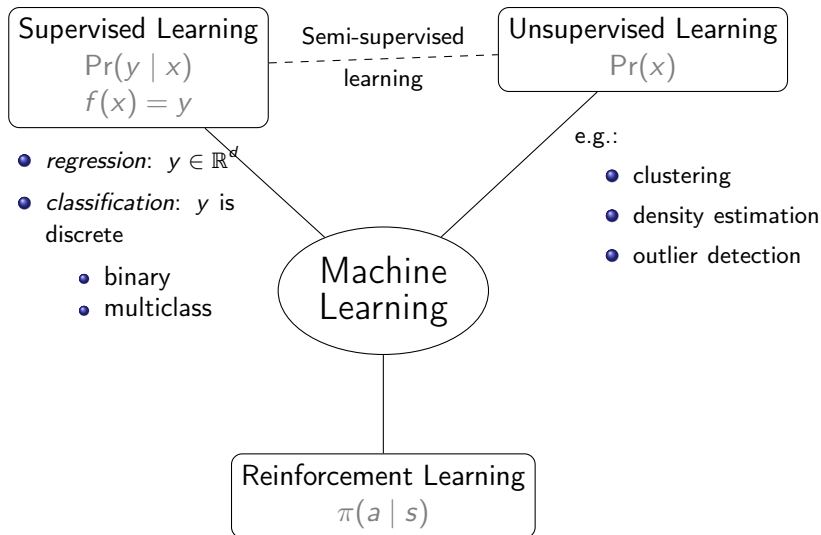 Supervised Learning
Pr(y | x)
f(x) = y
Semi-supervised
learning
Unsupervised Learning
Pr(x)
regression: y ∈ ℝᵈ
classification: y is
discrete
binary
multiclass
e.g.:
clustering
density estimation
outlier detection
Machine
Learning
Reinforcement Learning
π(a | s)